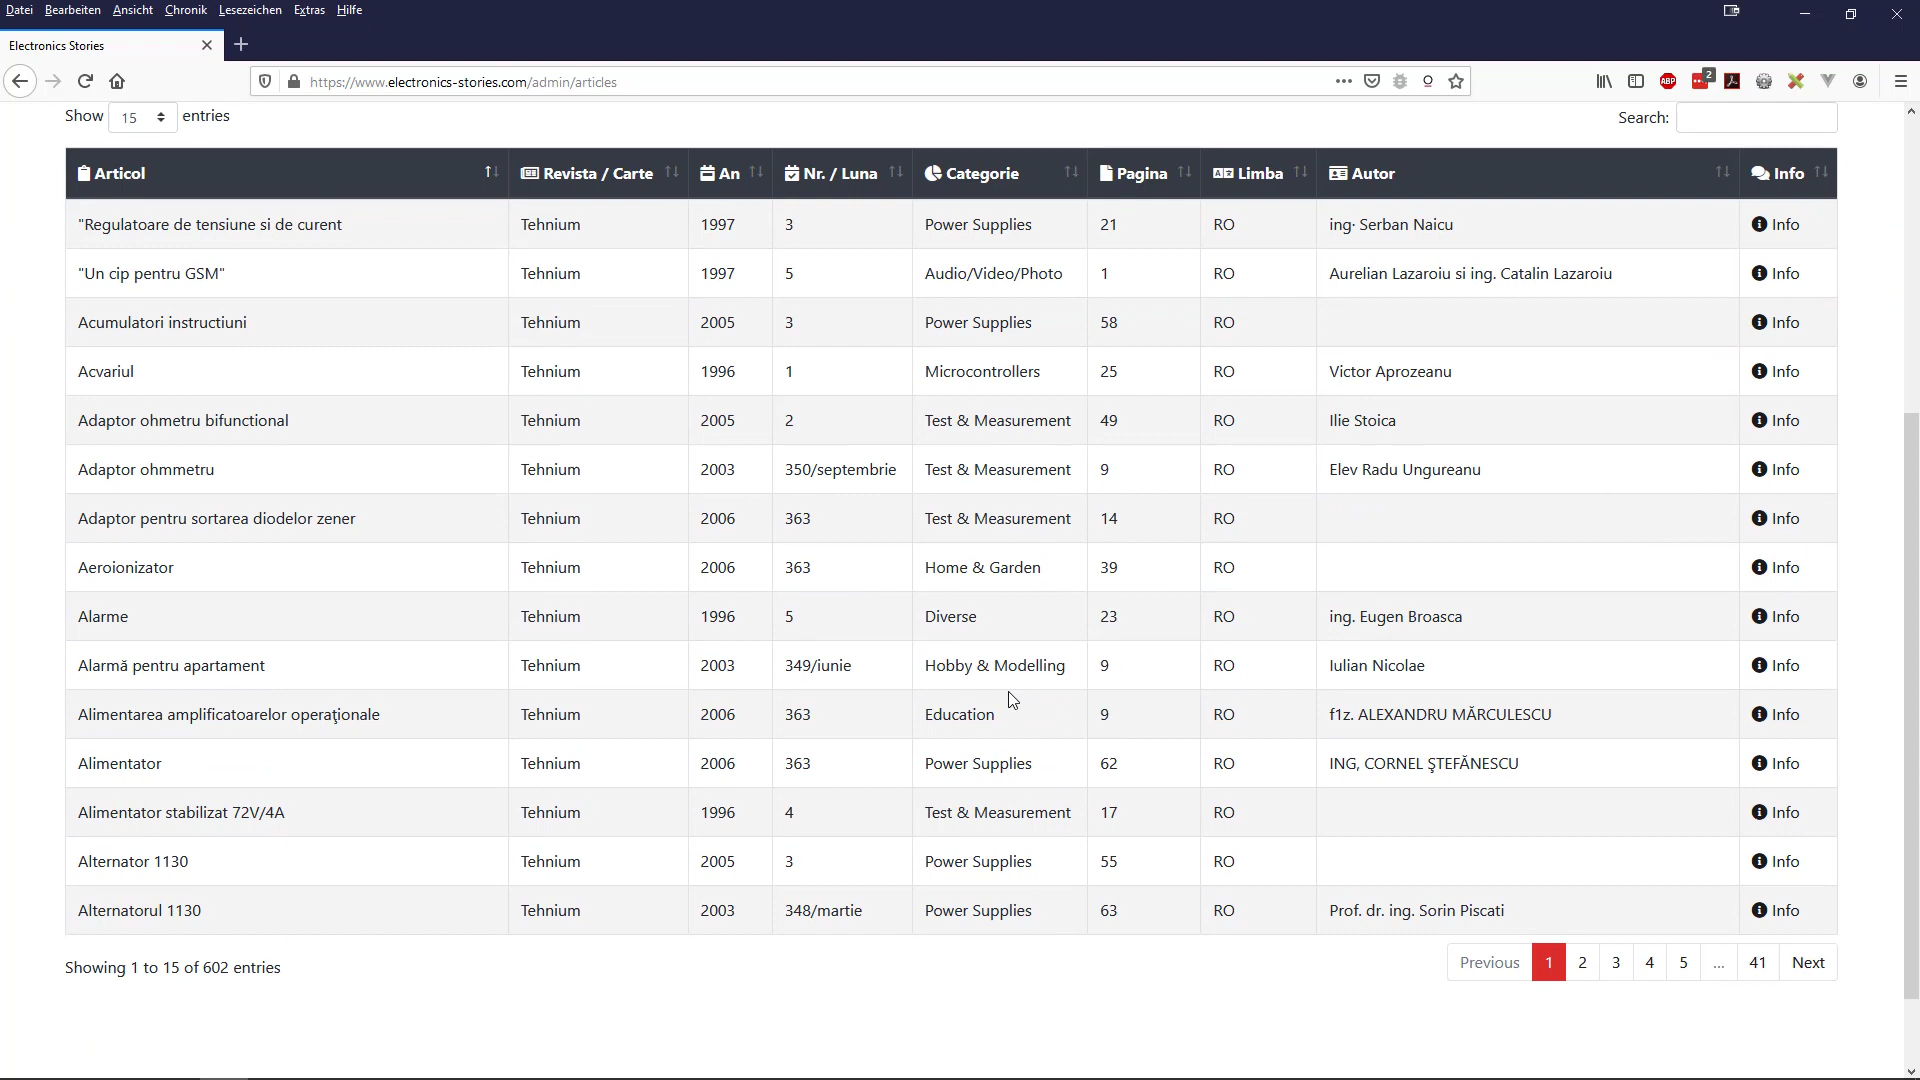 Datei Bearbeiten Ansicht Chronik Lesezeichen Extras Hilfe
Electronics Stories
https://www.electronics-stories.com/admin/articles
ABP 2
Show 15 entries Search:
Articol Revista / Carte An Nr. / Luna Categorie Pagina Limba Autor Info
"Regulatoare de tensiune si de curent Tehnium 1997 3 Power Supplies 21 RO ing· Serban Naicu Info
"Un cip pentru GSM" Tehnium 1997 5 Audio/Video/Photo 1 RO Aurelian Lazaroiu si ing. Catalin Lazaroiu Info
Acumulatori instructiuni Tehnium 2005 3 Power Supplies 58 RO Info
Acvariul Tehnium 1996 1 Microcontrollers 25 RO Victor Aprozeanu Info
Adaptor ohmetru bifunctional Tehnium 2005 2 Test & Measurement 49 RO Ilie Stoica Info
Adaptor ohmmetru Tehnium 2003 350/septembrie Test & Measurement 9 RO Elev Radu Ungureanu Info
Adaptor pentru sortarea diodelor zener Tehnium 2006 363 Test & Measurement 14 RO Info
Aeroionizator Tehnium 2006 363 Home & Garden 39 RO Info
Alarme Tehnium 1996 5 Diverse 23 RO ing. Eugen Broasca Info
Alarmă pentru apartament Tehnium 2003 349/iunie Hobby & Modelling 9 RO Iulian Nicolae Info
Alimentarea amplificatoarelor operaţionale Tehnium 2006 363 Education 9 RO f1z. ALEXANDRU MĂRCULESCU Info
Alimentator Tehnium 2006 363 Power Supplies 62 RO ING, CORNEL ŞTEFĂNESCU Info
Alimentator stabilizat 72V/4A Tehnium 1996 4 Test & Measurement 17 RO Info
Alternator 1130 Tehnium 2005 3 Power Supplies 55 RO Info
Alternatorul 1130 Tehnium 2003 348/martie Power Supplies 63 RO Prof. dr. ing. Sorin Piscati Info
Showing 1 to 15 of 602 entries Previous 1 2 3 4 5 ... 41 Next